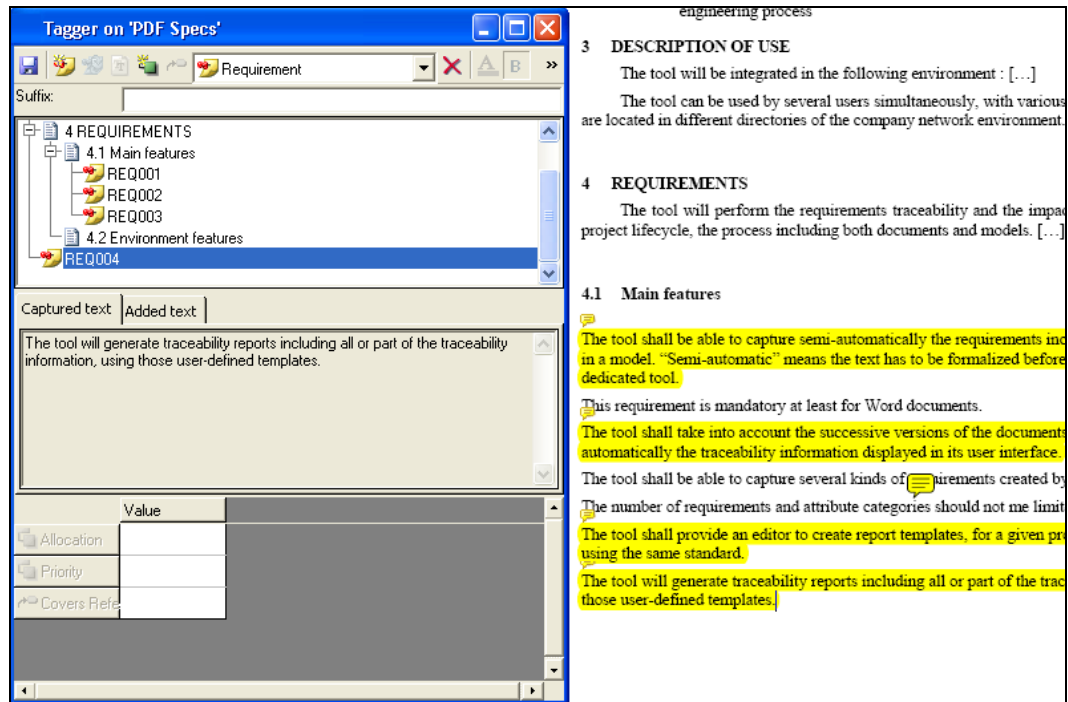 Tagger on 'PDF Specs'
Requirement
A B »
Suffix:
4 REQUIREMENTS
4.1 Main features
REQ001
REQ002
REQ003
4.2 Environment features
REQ004
Captured text
Added text
The tool will generate traceability reports including all or part of the traceability
information, using those user-defined templates.
Value
Allocation
Priority
Covers Refe
engineering process
3 DESCRIPTION OF USE
The tool will be integrated in the following environment : […]
The tool can be used by several users simultaneously, with various
are located in different directories of the company network environment.
4 REQUIREMENTS
The tool will perform the requirements traceability and the impac
project lifecycle, the process including both documents and models. […]
4.1 Main features
The tool shall be able to capture semi-automatically the requirements inc
in a model. “Semi-automatic” means the text has to be formalized before
dedicated tool.
This requirement is mandatory at least for Word documents.
The tool shall take into account the successive versions of the documents
automatically the traceability information displayed in its user interface.
The tool shall be able to capture several kinds of uirements created by
The number of requirements and attribute categories should not me limit
The tool shall provide an editor to create report templates, for a given pro
using the same standard.
The tool will generate traceability reports including all or part of the trac
those user-defined templates.